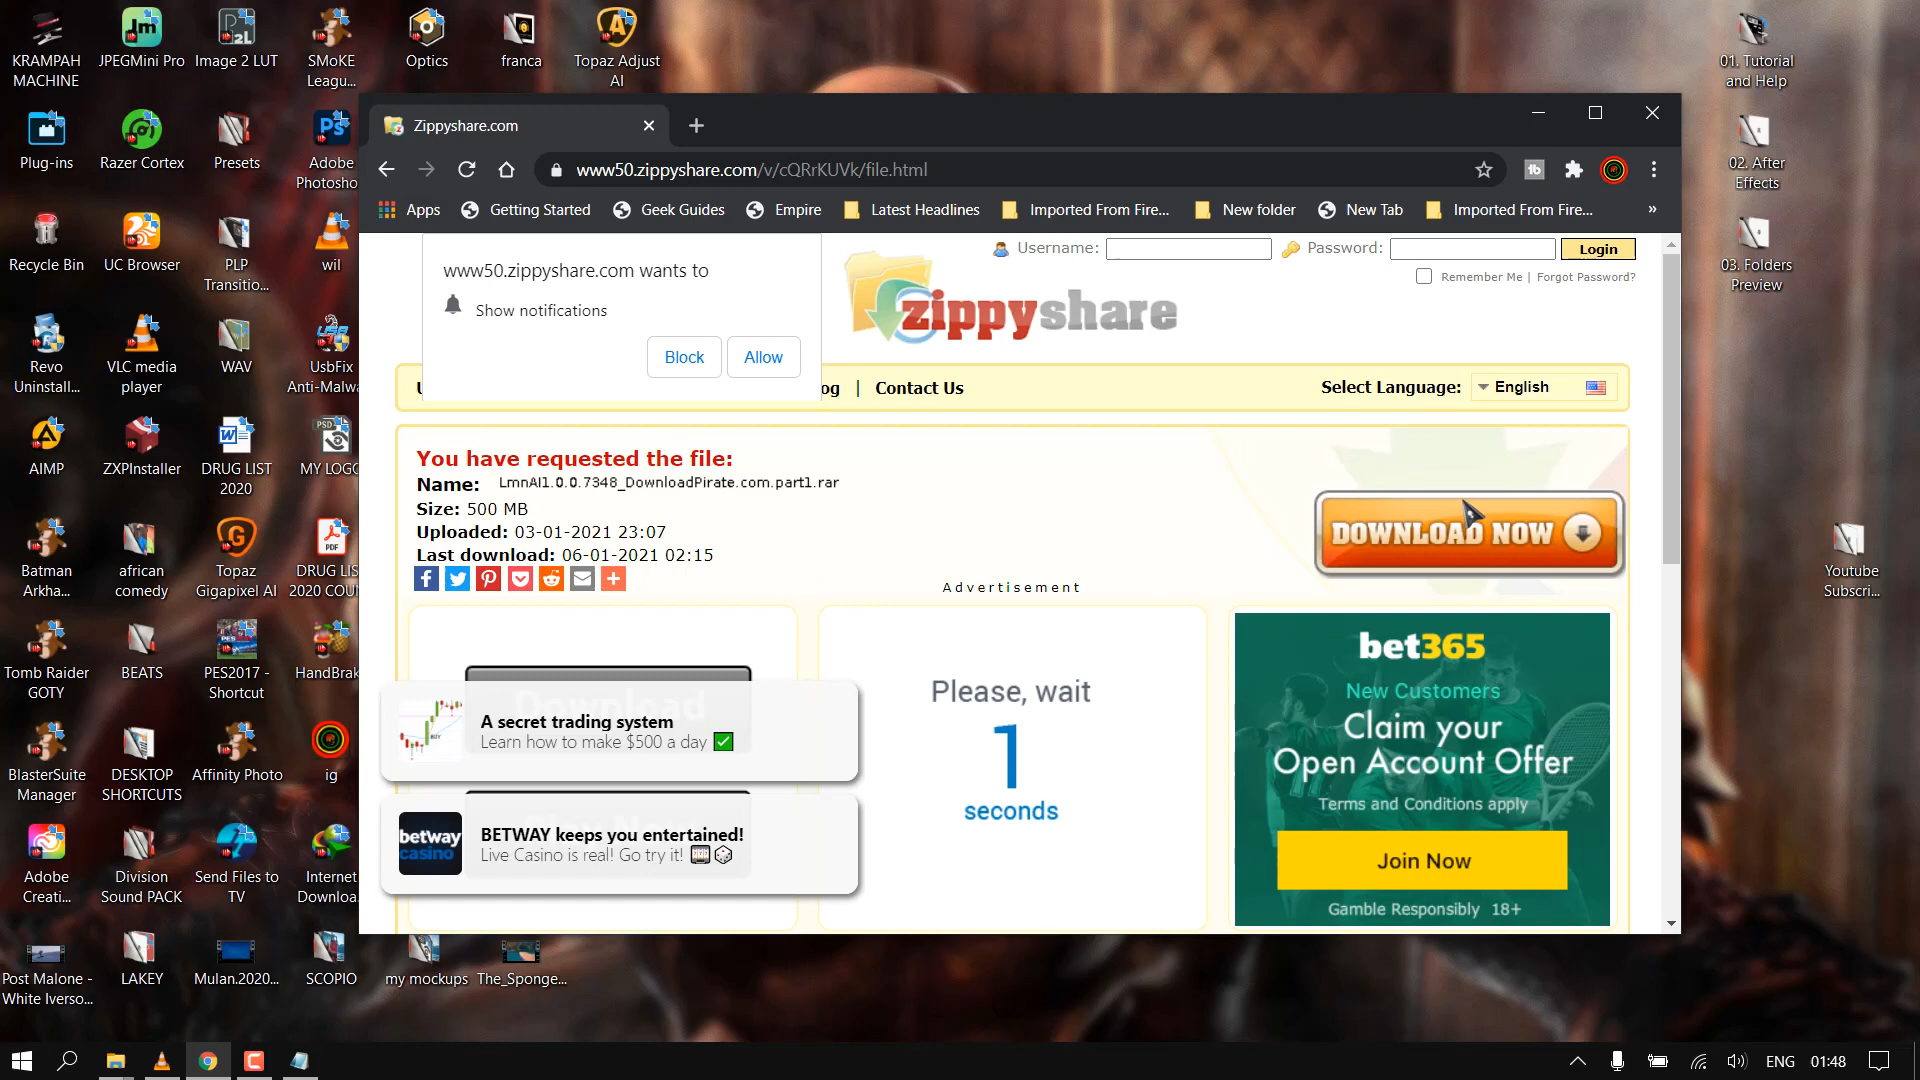 KRAMPAH
MACHINE
JPEGMini Pro
Image 2 LUT
SMoKE
Leagu...
Optics
franca
Topaz Adjust
AI
01. Tutorial
and Help
Plug-ins
Razer Cortex
Presets
Adobe
Photosho
02. After
Effects
Recycle Bin
UC Browser
PLP
Transitio...
wil
03. Folders
Preview
Revo
Uninstall...
VLC media
player
WAV
UsbFix
Anti-Malwa
AIMP
ZXPInstaller
DRUG LIST
2020
MY LOGO
Batman
Arkha...
african
comedy
Topaz
Gigapixel AI
DRUG LIS
2020 COU
Youtube
Subscri...
Tomb Raider
GOTY
BEATS
PES2017 -
Shortcut
HandBrak
BlasterSuite
Manager
DESKTOP
SHORTCUTS
Affinity Photo
ig
Adobe
Creati...
Division
Sound PACK
Send Files to
TV
Internet
Downloa..
Post Malone -
White Iverso...
LAKEY
Mulan.2020...
SCOPIO
my mockups
The_Sponge...
Zippyshare.com
www50.zippyshare.com/v/cQRrKUVk/file.html
Apps
Getting Started
Geek Guides
Empire
Latest Headlines
Imported From Fire...
New folder
New Tab
Imported From Fire...
»
www50.zippyshare.com wants to
Show notifications
Block
Allow
Username:
Password:
Login
Remember Me | Forgot Password?
zippyshare
og | Contact Us
Select Language:
English
You have requested the file:
Name: LmnAI1.0.0.7348_DownloadPirate.com.part1.rar
Size: 500 MB
Uploaded: 03-01-2021 23:07
Last download: 06-01-2021 02:15
DOWNLOAD NOW
Advertisement
Download
A secret trading system
Learn how to make $500 a day ✅
betway
casino
BETWAY keeps you entertained!
Live Casino is real! Go try it! 🎰🎲
Please, wait
1
seconds
bet365
New Customers
Claim your
Open Account Offer
Terms and Conditions apply
Join Now
Gamble Responsibly 18+
ENG
01:48